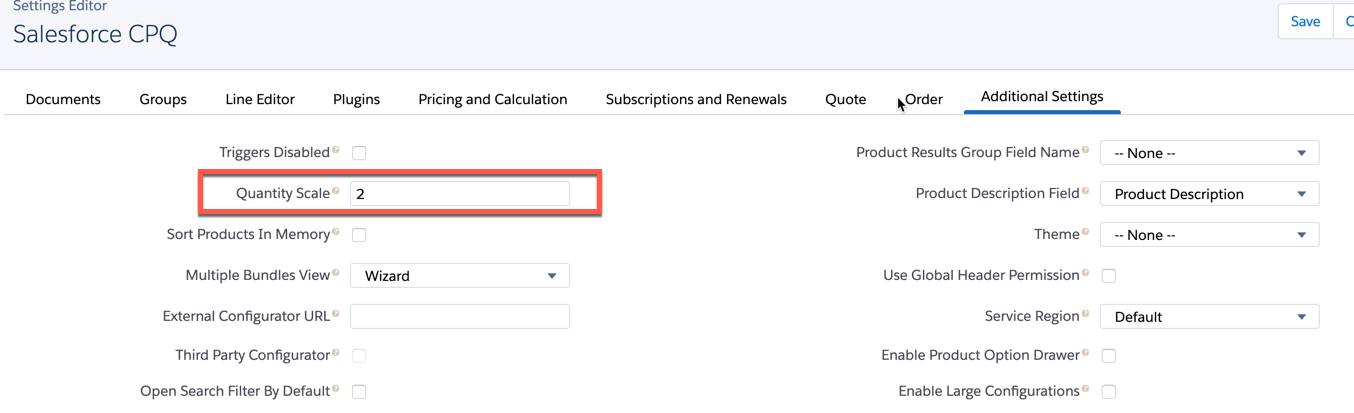 Settings Editor
Salesforce CPQ
Save
Documents Groups Line Editor Plugins Pricing and Calculation Subscriptions and Renewals Quote Order Additional Settings
Triggers Disabled ?
Product Results Group Field Name ? -- None --
Quantity Scale ? 2
Product Description Field ? Product Description
Sort Products In Memory ?
Theme ? -- None --
Multiple Bundles View ? Wizard
Use Global Header Permission ?
External Configurator URL ?
Service Region ? Default
Third Party Configurator ?
Enable Product Option Drawer ?
Open Search Filter By Default ?
Enable Large Configurations ?